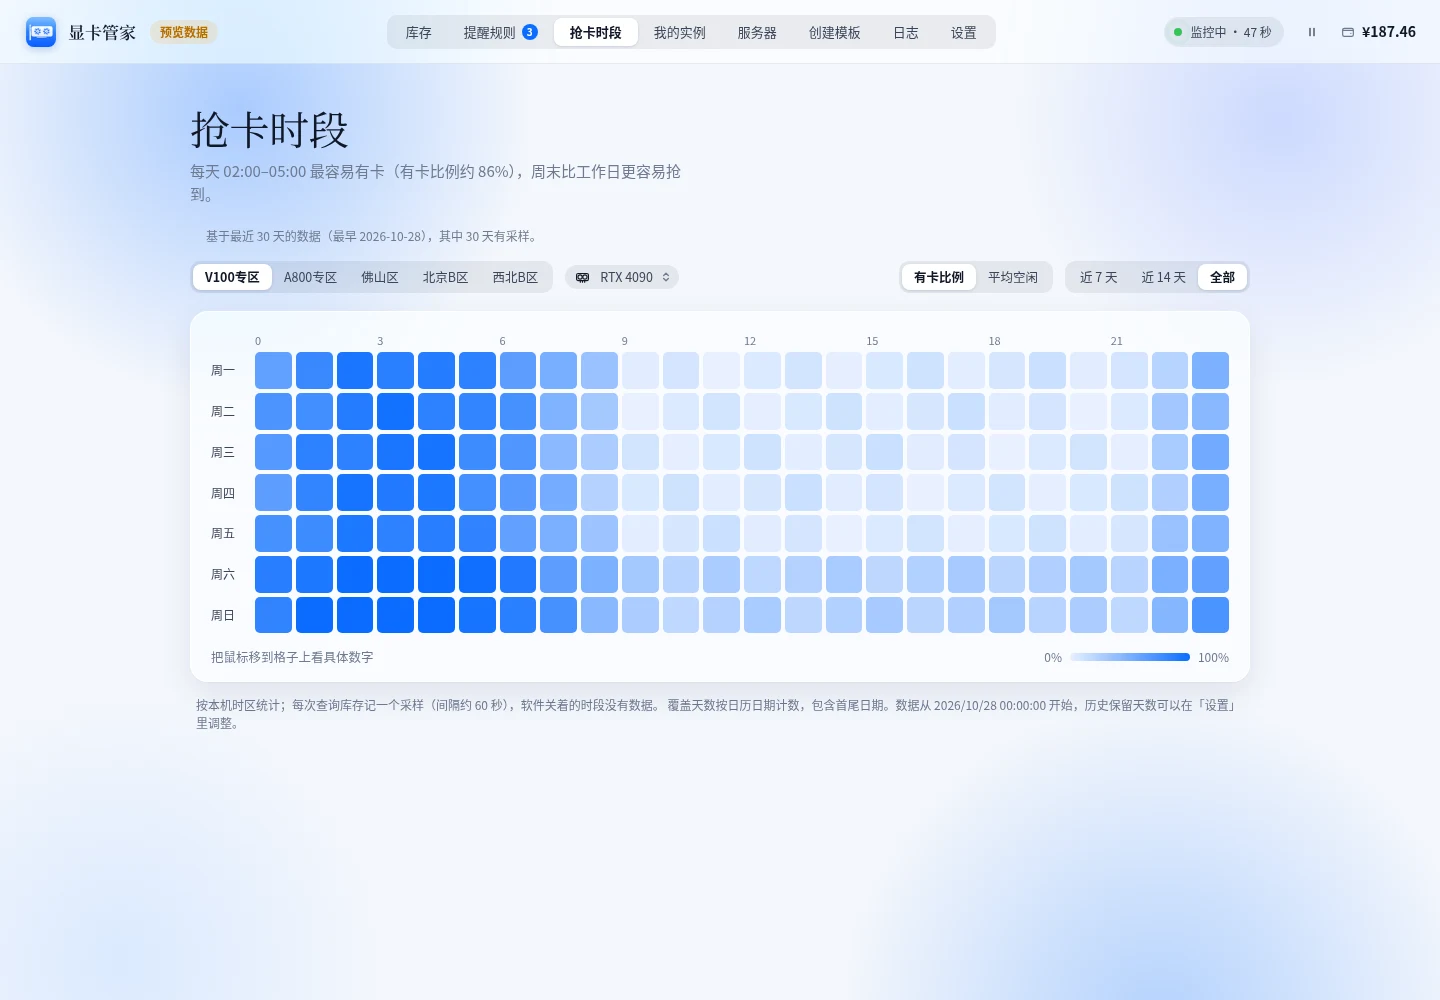 显卡管家
预览数据
库存
提醒规则 3
抢卡时段
我的实例
服务器
创建模板
日志
设置
监控中 · 47 秒
¥187.46
抢卡时段
每天 02:00–05:00 最容易有卡（有卡比例约 86%），周末比工作日更容易抢
到。
基于最近 30 天的数据（最早 2026-10-28），其中 30 天有采样。
V100专区
A800专区
佛山区
北京B区
西北B区
RTX 4090
有卡比例
平均空闲
近 7 天
近 14 天
全部
0 3 6 9 12 15 18 21
周一
周二
周三
周四
周五
周六
周日
把鼠标移到格子上看具体数字
0% 100%
按本机时区统计；每次查询库存记一个采样（间隔约 60 秒），软件关着的时段没有数据。 覆盖天数按日历日期计数，包含首尾日期。数据从 2026/10/28 00:00:00 开始，历史保留天数可以在「设置」
里调整。